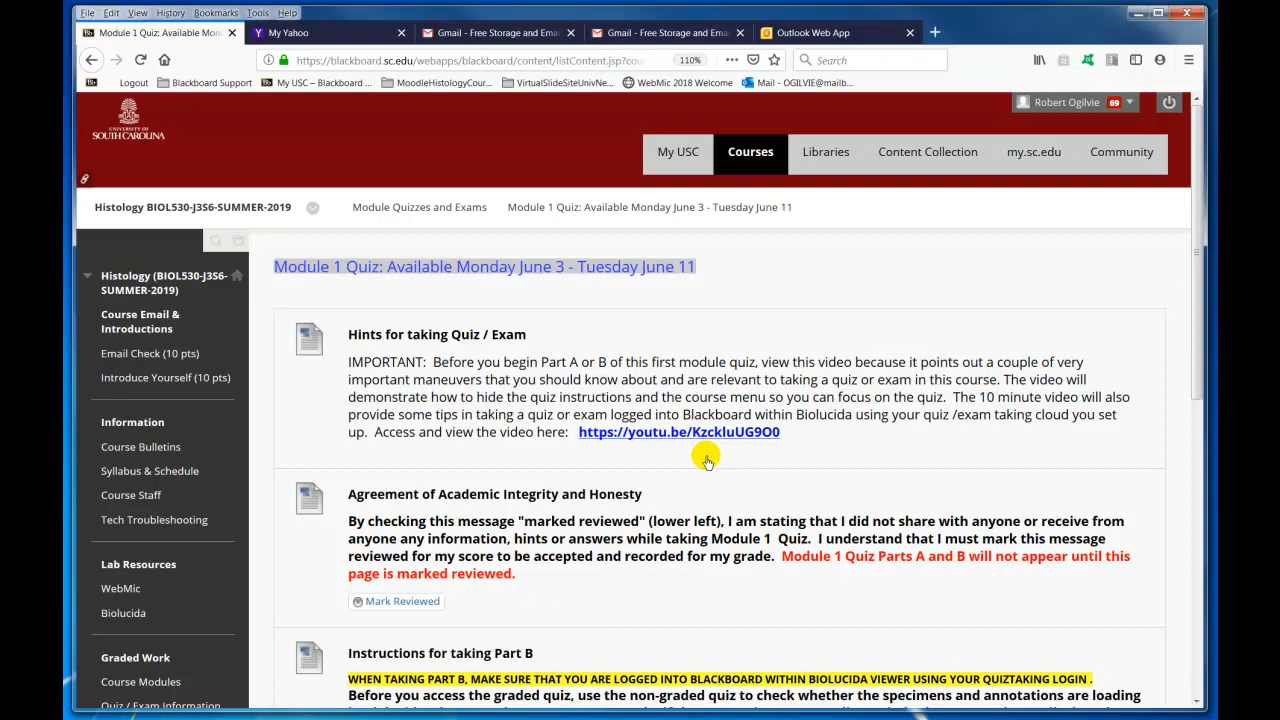 File Edit View History Bookmarks Tools Help
Module 1 Quiz: Available Mon
My Yahoo
Gmail - Free Storage and Ema
Gmail - Free Storage and Ema
Outlook Web App
https://blackboard.sc.edu/webapps/blackboard/content/listContent.jsp?cou
110%
Search
Logout
Blackboard Support
My USC – Blackboard ...
MoodleHistologyCour...
VirtualSlideSiteUnivNe...
WebMic 2018 Welcome
Mail - OGILVIE@mailb...
Robert Ogilvie 69
UNIVERSITY OF
SOUTH CAROLINA
My USC
Courses
Libraries
Content Collection
my.sc.edu
Community
Histology BIOL530-J3S6-SUMMER-2019
Module Quizzes and Exams
Module 1 Quiz: Available Monday June 3 - Tuesday June 11
Histology (BIOL530-J3S6-
SUMMER-2019)
Course Email &
Introductions
Email Check (10 pts)
Introduce Yourself (10 pts)
Information
Course Bulletins
Syllabus & Schedule
Course Staff
Tech Troubleshooting
Lab Resources
WebMic
Biolucida
Graded Work
Course Modules
Quiz / Exam Information
Module 1 Quiz: Available Monday June 3 - Tuesday June 11
Hints for taking Quiz / Exam
IMPORTANT: Before you begin Part A or B of this first module quiz, view this video because it points out a couple of very
important maneuvers that you should know about and are relevant to taking a quiz or exam in this course. The video will
demonstrate how to hide the quiz instructions and the course menu so you can focus on the quiz. The 10 minute video will also
provide some tips in taking a quiz or exam logged into Blackboard within Biolucida using your quiz /exam taking cloud you set
up. Access and view the video here: https://youtu.be/KzckluUG9O0
Agreement of Academic Integrity and Honesty
By checking this message "marked reviewed" (lower left), I am stating that I did not share with anyone or receive from
anyone any information, hints or answers while taking Module 1 Quiz. I understand that I must mark this message
reviewed for my score to be accepted and recorded for my grade. Module 1 Quiz Parts A and B will not appear until this
page is marked reviewed.
Mark Reviewed
Instructions for taking Part B
WHEN TAKING PART B, MAKE SURE THAT YOU ARE LOGGED INTO BLACKBOARD WITHIN BIOLUCIDA VIEWER USING YOUR QUIZTAKING LOGIN .
Before you access the graded quiz, use the non-graded quiz to check whether the specimens and annotations are loading